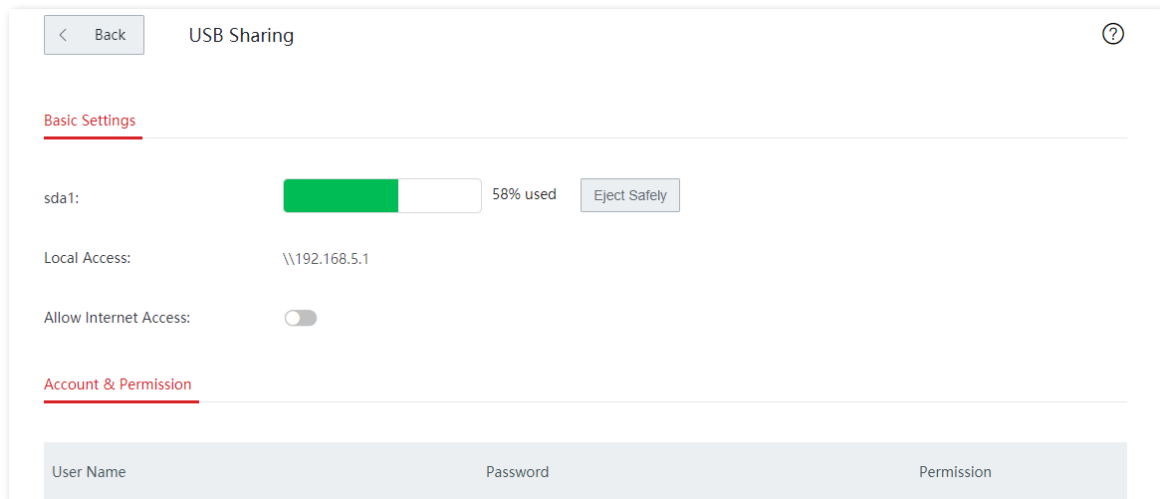 < Back USB Sharing ?
Basic Settings
sda1: 58% used Eject Safely
Local Access: \\192.168.5.1
Allow Internet Access:
Account & Permission
User Name Password Permission